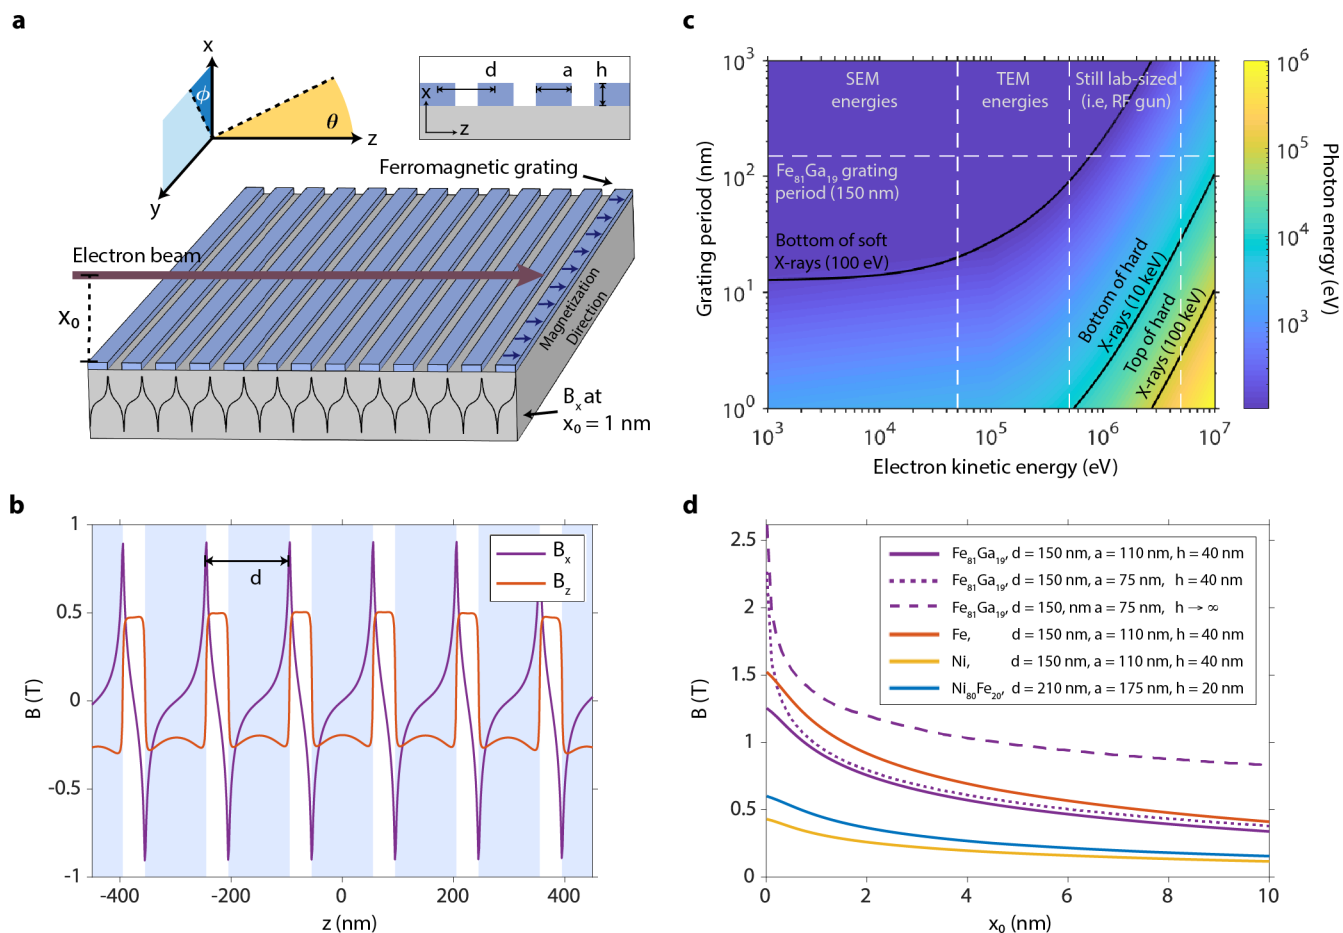 a
x
ϕ
θ
z
y
d
a
h
x
z
Ferromagnetic grating
Electron beam
x₀
Magnetization
Direction
Bₓ at
x₀ = 1 nm
c
10³
10²
10¹
10⁰
Grating period (nm)
SEM
energies
TEM
energies
Still lab-sized
(i.e, RF gun)
Fe₈₁Ga₁₉ grating
period (150 nm)
Bottom of soft
X-rays (100 eV)
Bottom of hard
X-rays (10 keV)
Top of hard
X-rays (100 keV)
10³
10⁴
10⁵
10⁶
10⁷
Electron kinetic energy (eV)
10⁶
10⁵
10⁴
10³
Photon energy (eV)
b
1
0.5
0
-0.5
-1
B (T)
d
Bₓ
B_z
-400
-200
0
200
400
z (nm)
d
2.5
2
1.5
1
0.5
0
B (T)
Fe₈₁Ga₁₉, d = 150 nm, a = 110 nm, h = 40 nm
Fe₈₁Ga₁₉, d = 150 nm, a = 75 nm, h = 40 nm
Fe₈₁Ga₁₉, d = 150, nm a = 75 nm, h → ∞
Fe, d = 150 nm, a = 110 nm, h = 40 nm
Ni, d = 150 nm, a = 110 nm, h = 40 nm
Ni₈₀Fe₂₀, d = 210 nm, a = 175 nm, h = 20 nm
0
2
4
6
8
10
x₀ (nm)